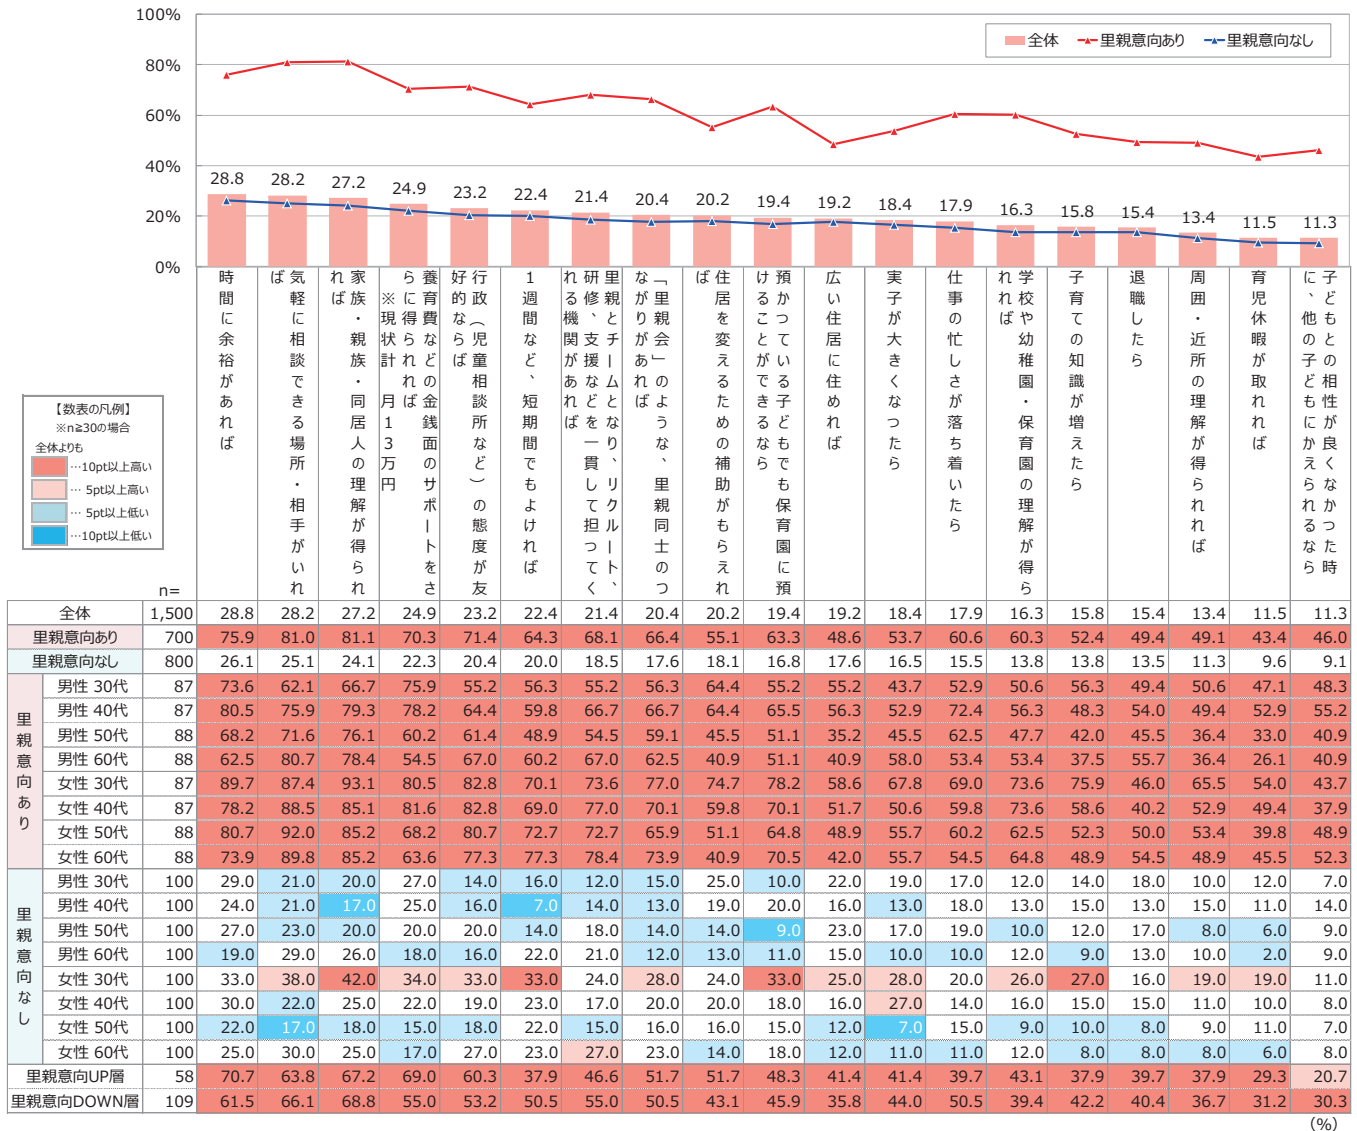 100%
80%
60%
40%
20%
0%
全体
里親意向あり
里親意向なし
28.8 28.2 27.2 24.9 23.2 22.4 21.4 20.4 20.2 19.4 19.2 18.4 17.9 16.3 15.8 15.4 13.4 11.5 11.3
時間に余裕があれば
気軽に相談できる場所・相手がいれ
ば
家族・親族・同居人の理解が得られ
れば
養育費などの金銭面のサポートをさ
らに得られれば
※現状計 月13万円
行政(児童相談所など)の態度が友
好的ならば
1週間など、短期間でもよければ
里親とチームとなり、リクルート、
研修、支援などを一貫して担ってく
れる機関があれば
「里親会」のような、里親同士のつ
ながりがあれば
住居を変えるための補助がもらえれ
ば
預かっている子どもでも保育園に預
けることができるなら
広い住居に住めれば
実子が大きくなったら
仕事の忙しさが落ち着いたら
学校や幼稚園・保育園の理解が得ら
れれば
子育ての知識が増えたら
退職したら
周囲・近所の理解が得られれば
育児休暇が取れれば
子どもとの相性が良くなかった時
に、他の子どもにかえられるなら
【数表の凡例】
※n≧30の場合
全体よりも
…10pt以上高い
… 5pt以上高い
… 5pt以上低い
…10pt以上低い
n=
全体 1,500 28.8 28.2 27.2 24.9 23.2 22.4 21.4 20.4 20.2 19.4 19.2 18.4 17.9 16.3 15.8 15.4 13.4 11.5 11.3
里親意向あり 700 75.9 81.0 81.1 70.3 71.4 64.3 68.1 66.4 55.1 63.3 48.6 53.7 60.6 60.3 52.4 49.4 49.1 43.4 46.0
里親意向なし 800 26.1 25.1 24.1 22.3 20.4 20.0 18.5 17.6 18.1 16.8 17.6 16.5 15.5 13.8 13.8 13.5 11.3 9.6 9.1
里親意向あり
男性 30代 87 73.6 62.1 66.7 75.9 55.2 56.3 55.2 56.3 64.4 55.2 55.2 43.7 52.9 50.6 56.3 49.4 50.6 47.1 48.3
男性 40代 87 80.5 75.9 79.3 78.2 64.4 59.8 66.7 66.7 64.4 65.5 56.3 52.9 72.4 56.3 48.3 54.0 49.4 52.9 55.2
男性 50代 88 68.2 71.6 76.1 60.2 61.4 48.9 54.5 59.1 45.5 51.1 35.2 45.5 62.5 47.7 42.0 45.5 36.4 33.0 40.9
男性 60代 88 62.5 80.7 78.4 54.5 67.0 60.2 67.0 62.5 40.9 51.1 40.9 58.0 53.4 53.4 37.5 55.7 36.4 26.1 40.9
女性 30代 87 89.7 87.4 93.1 80.5 82.8 70.1 73.6 77.0 74.7 78.2 58.6 67.8 69.0 73.6 75.9 46.0 65.5 54.0 43.7
女性 40代 87 78.2 88.5 85.1 81.6 82.8 69.0 77.0 70.1 59.8 70.1 51.7 50.6 59.8 73.6 58.6 40.2 52.9 49.4 37.9
女性 50代 88 80.7 92.0 85.2 68.2 80.7 72.7 72.7 65.9 51.1 64.8 48.9 55.7 60.2 62.5 52.3 50.0 53.4 39.8 48.9
女性 60代 88 73.9 89.8 85.2 63.6 77.3 77.3 78.4 73.9 40.9 70.5 42.0 55.7 54.5 64.8 48.9 54.5 48.9 45.5 52.3
里親意向なし
男性 30代 100 29.0 21.0 20.0 27.0 14.0 16.0 12.0 15.0 25.0 10.0 22.0 19.0 17.0 12.0 14.0 18.0 10.0 12.0 7.0
男性 40代 100 24.0 21.0 17.0 25.0 16.0 7.0 14.0 13.0 19.0 20.0 16.0 13.0 18.0 13.0 15.0 13.0 15.0 11.0 14.0
男性 50代 100 27.0 23.0 20.0 20.0 20.0 14.0 18.0 14.0 14.0 9.0 23.0 17.0 19.0 10.0 12.0 17.0 8.0 6.0 9.0
男性 60代 100 19.0 29.0 26.0 18.0 16.0 22.0 21.0 12.0 13.0 11.0 15.0 10.0 10.0 12.0 9.0 13.0 10.0 2.0 9.0
女性 30代 100 33.0 38.0 42.0 34.0 33.0 33.0 24.0 28.0 24.0 33.0 25.0 28.0 20.0 26.0 27.0 16.0 19.0 19.0 11.0
女性 40代 100 30.0 22.0 25.0 22.0 19.0 23.0 17.0 20.0 20.0 18.0 16.0 27.0 14.0 16.0 15.0 15.0 11.0 10.0 8.0
女性 50代 100 22.0 17.0 18.0 15.0 18.0 22.0 15.0 16.0 16.0 15.0 12.0 7.0 15.0 9.0 10.0 8.0 9.0 11.0 7.0
女性 60代 100 25.0 30.0 25.0 17.0 27.0 23.0 27.0 23.0 14.0 18.0 12.0 11.0 11.0 12.0 8.0 8.0 8.0 6.0 8.0
里親意向UP層 58 70.7 63.8 67.2 69.0 60.3 37.9 46.6 51.7 51.7 48.3 41.4 41.4 39.7 43.1 37.9 39.7 37.9 29.3 20.7
里親意向DOWN層 109 61.5 66.1 68.8 55.0 53.2 50.5 55.0 50.5 43.1 45.9 35.8 44.0 50.5 39.4 42.2 40.4 36.7 31.2 30.3
(%)